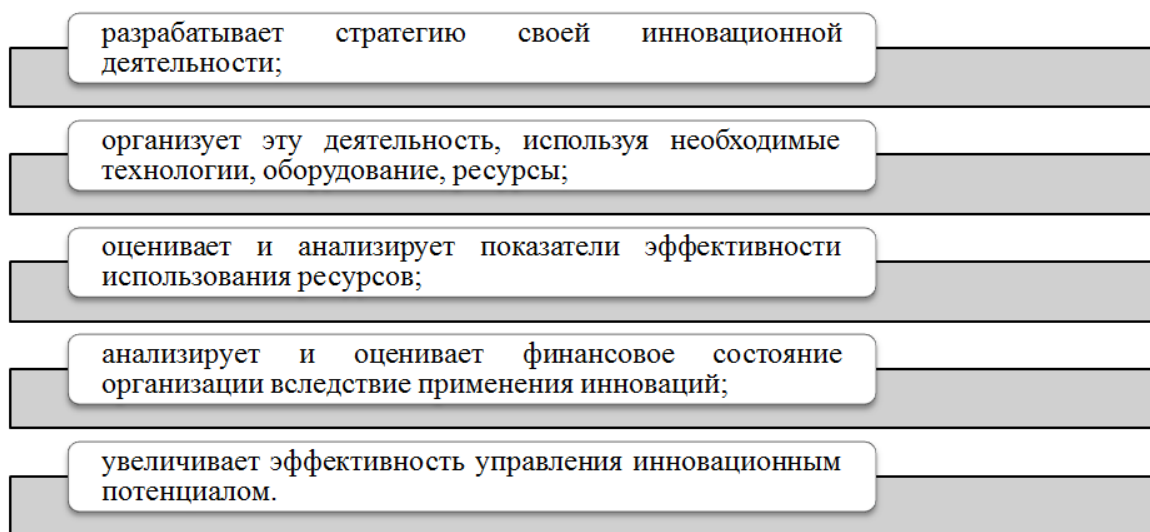 разрабатывает стратегию своей инновационной
деятельности;
организует эту деятельность, используя необходимые
технологии, оборудование, ресурсы;
оценивает и анализирует показатели эффективности
использования ресурсов;
анализирует и оценивает финансовое состояние
организации вследствие применения инноваций;
увеличивает эффективность управления инновационным
потенциалом.